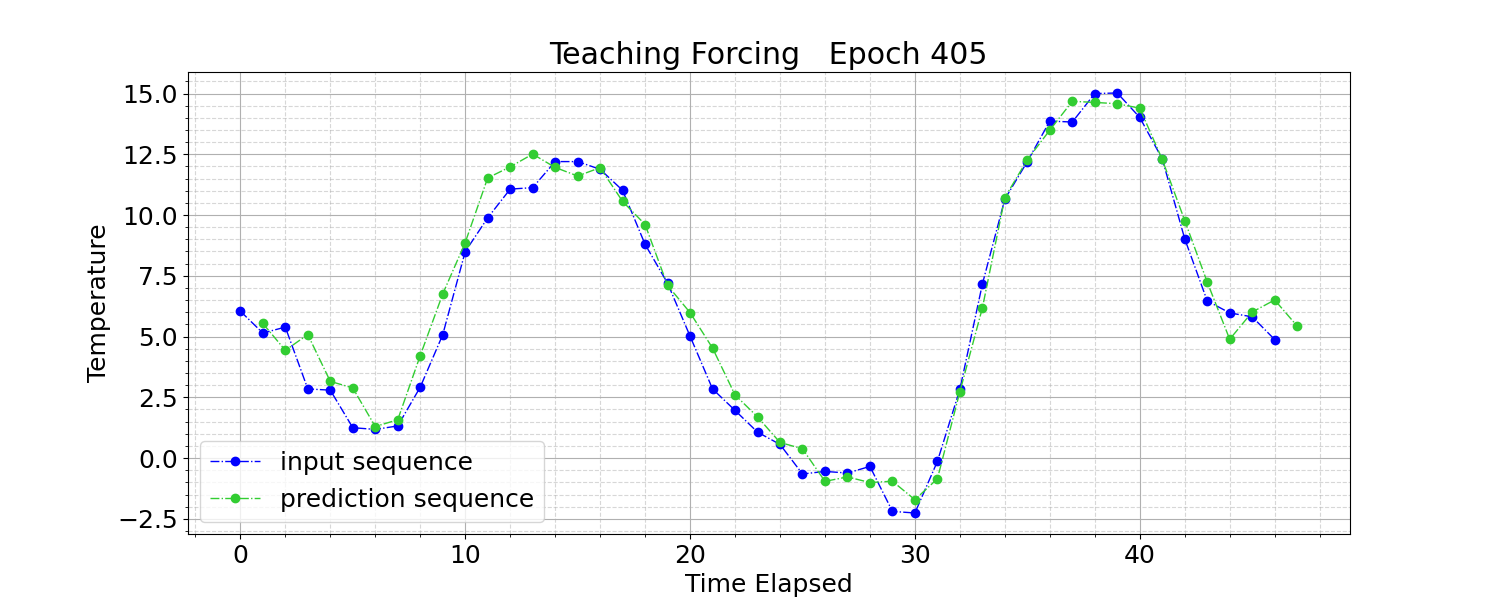 Teaching Forcing   Epoch 405
Temperature
15.0
12.5
10.0
7.5
5.0
2.5
0.0
−2.5
input sequence
prediction sequence
0 10 20 30 40
Time Elapsed